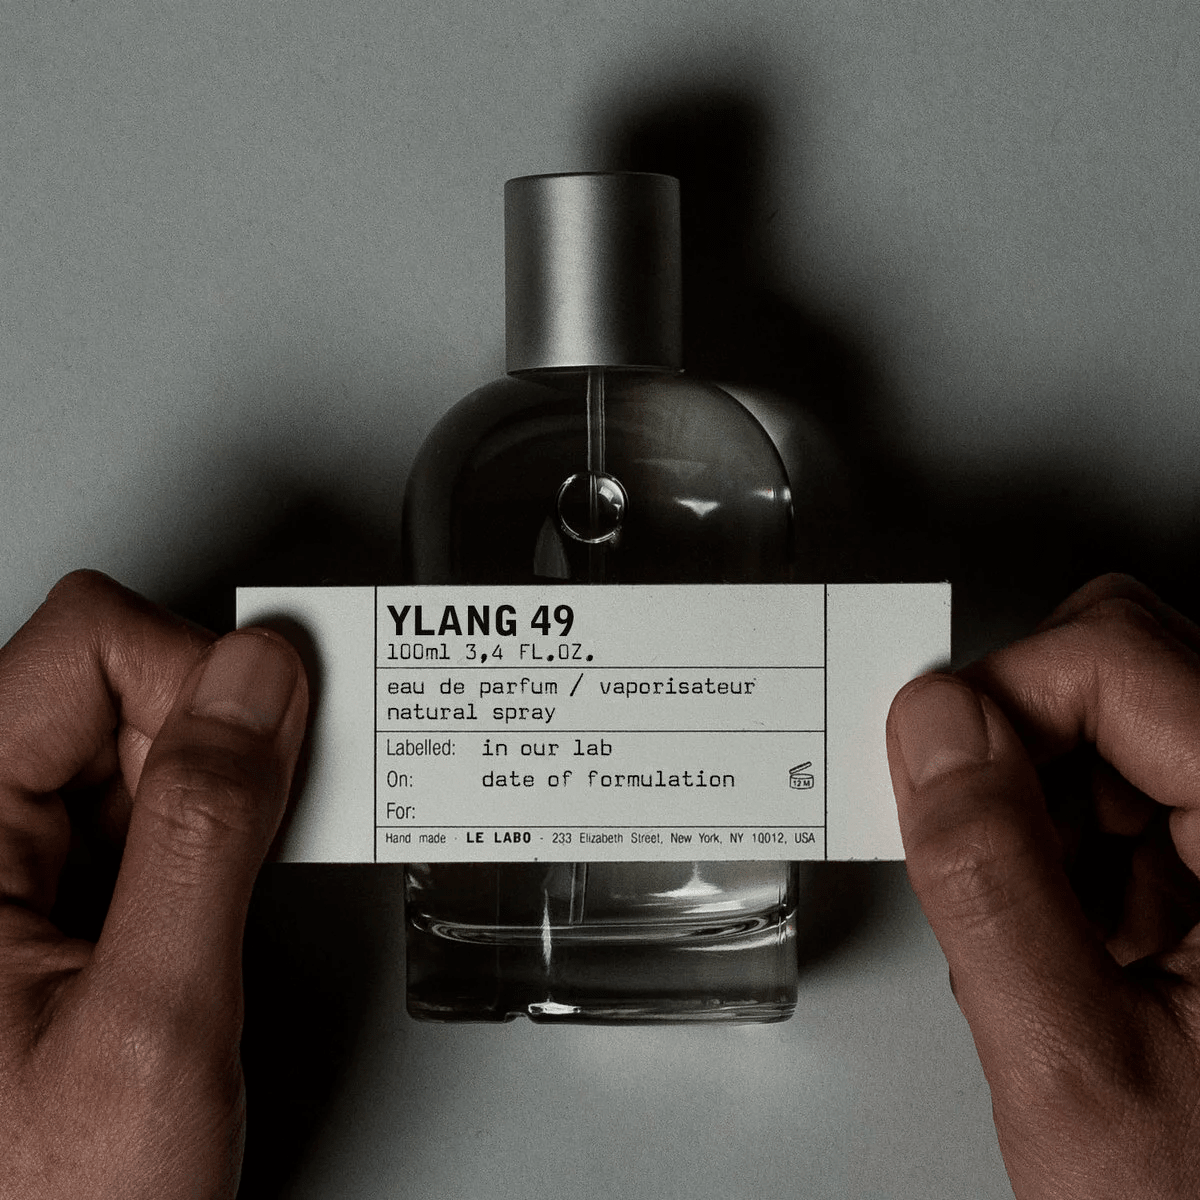 YLANG 49
100ml 3,4 FL.OZ.
eau de parfum / vaporisateur
natural spray
Labelled: in our lab
On: date of formulation
12 M
For:
Hand made - LE LABO - 233 Elizabeth Street, New York, NY 10012, USA